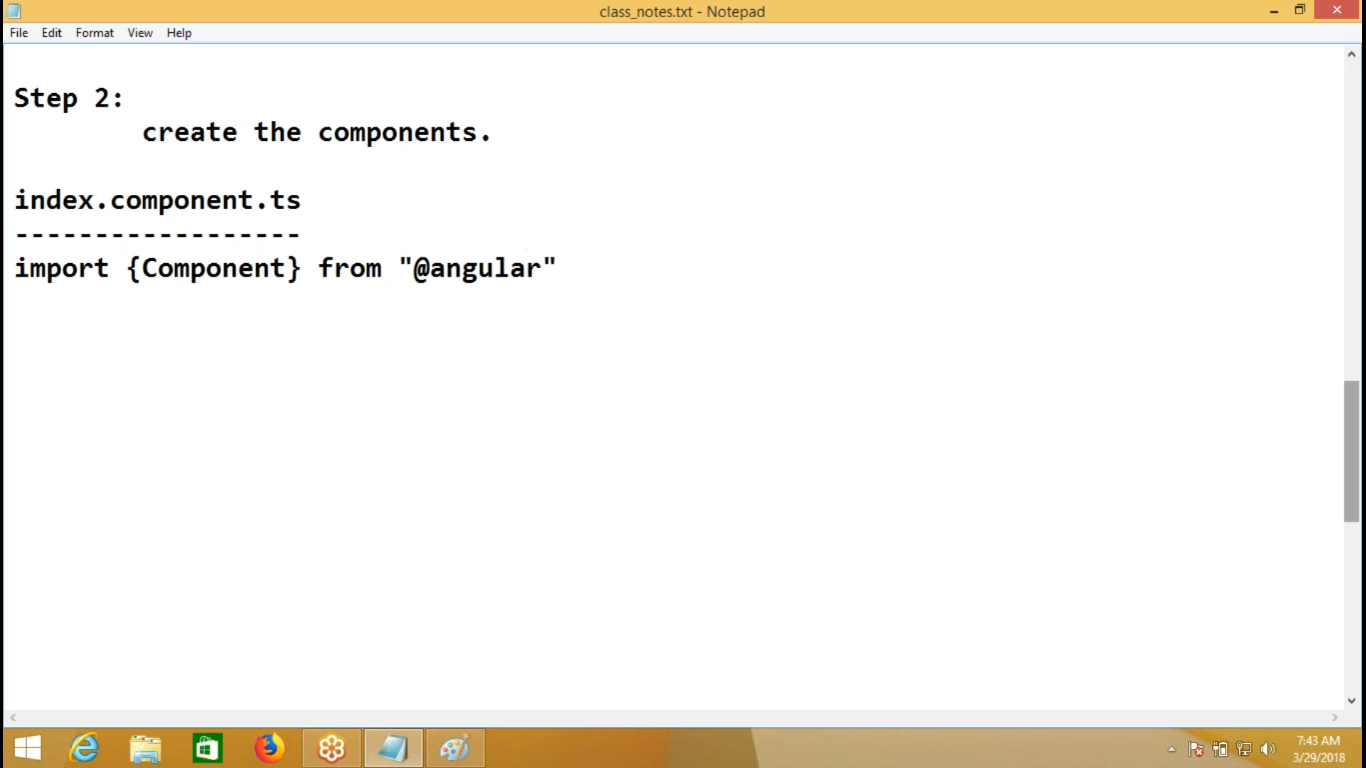 class_notes.txt - Notepad
File Edit Format View Help
Step 2:
create the components.
index.component.ts
------------------
import {Component} from "@angular"
7:43 AM
3/29/2018